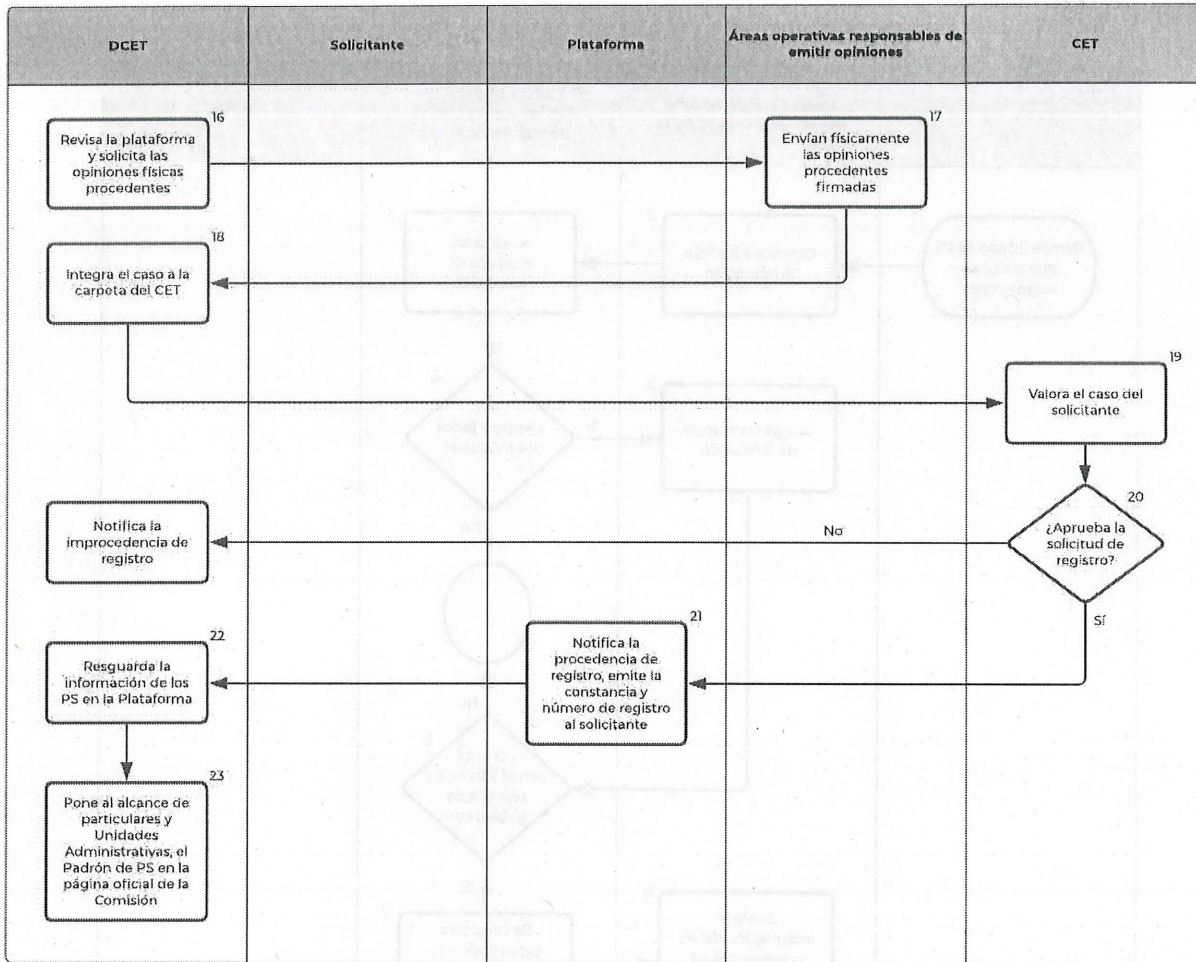 DCET
Solicitante
Plataforma
Áreas operativas responsables de
emitir opiniones
CET
16
Revisa la plataforma
y solicita las
opiniones físicas
procedentes
17
Envían físicamente
las opiniones
procedentes
firmadas
18
Integra el caso a la
carpeta del CET
19
Valora el caso del
solicitante
20
¿Aprueba la
solicitud de
registro?
No
Notifica la
improcedencia de
registro
Sí
21
Notifica la
procedencia de
registro, emite la
constancia y
número de registro
al solicitante
22
Resguarda la
información de los
PS en la Plataforma
23
Pone al alcance de
particulares y
Unidades
Administrativas, el
Padrón de PS en la
página oficial de la
Comisión